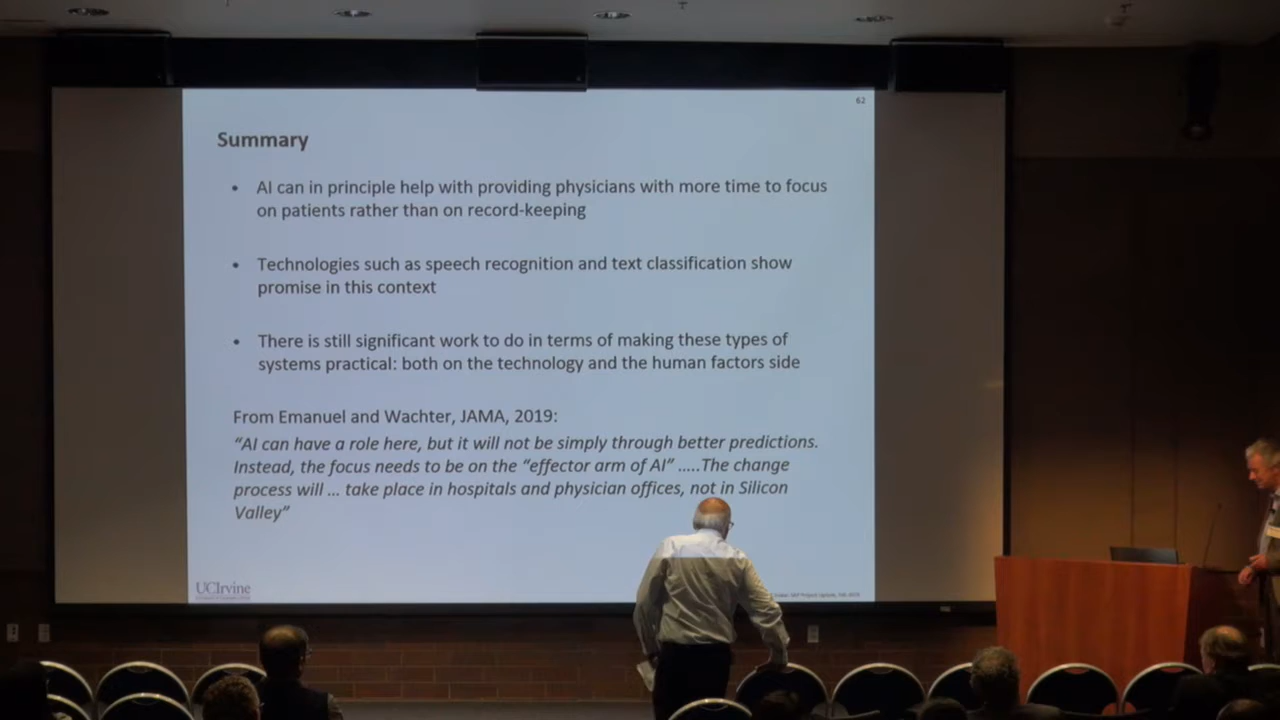 62
Summary
• AI can in principle help with providing physicians with more time to focus
on patients rather than on record-keeping
• Technologies such as speech recognition and text classification show
promise in this context
• There is still significant work to do in terms of making these types of
systems practical: both on the technology and the human factors side
From Emanuel and Wachter, JAMA, 2019:
“AI can have a role here, but it will not be simply through better predictions.
Instead, the focus needs to be on the “effector arm of AI” .....The change
process will ... take place in hospitals and physician offices, not in Silicon
Valley”
UCIrvine